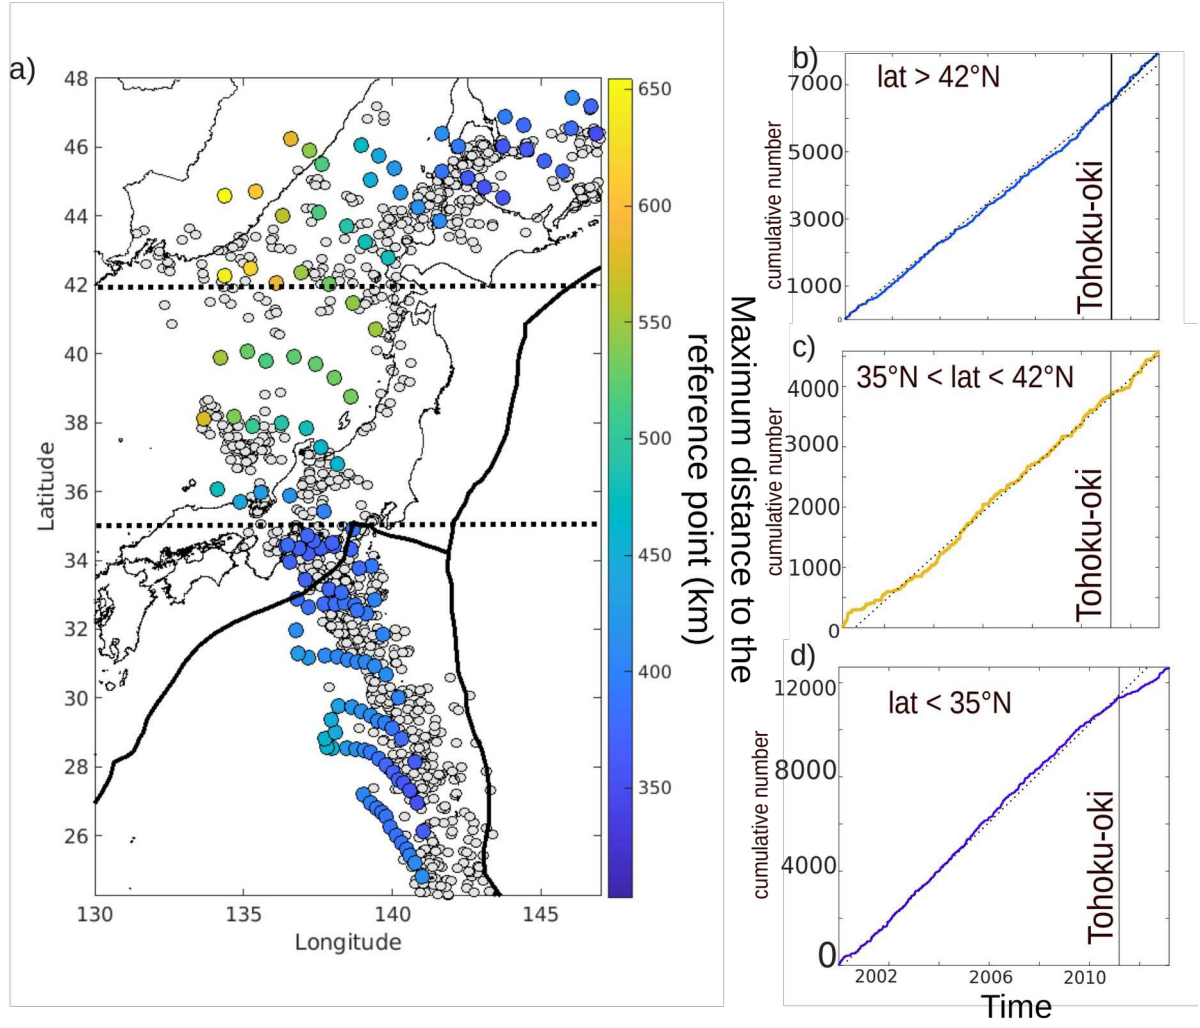 a)
48
46
44
42
40
38
36
34
32
30
28
26
Latitude
130
135
140
145
Longitude
650
600
550
500
450
400
350
Maximum distance to the
reference point (km)
b)
lat > 42°N
7000
5000
3000
1000
0
cumulative number
Tohoku-oki
c)
35°N < lat < 42°N
4000
3000
2000
1000
0
cumulative number
Tohoku-oki
d)
lat < 35°N
12000
8000
4000
0
cumulative number
Tohoku-oki
2002
2006
2010
Time